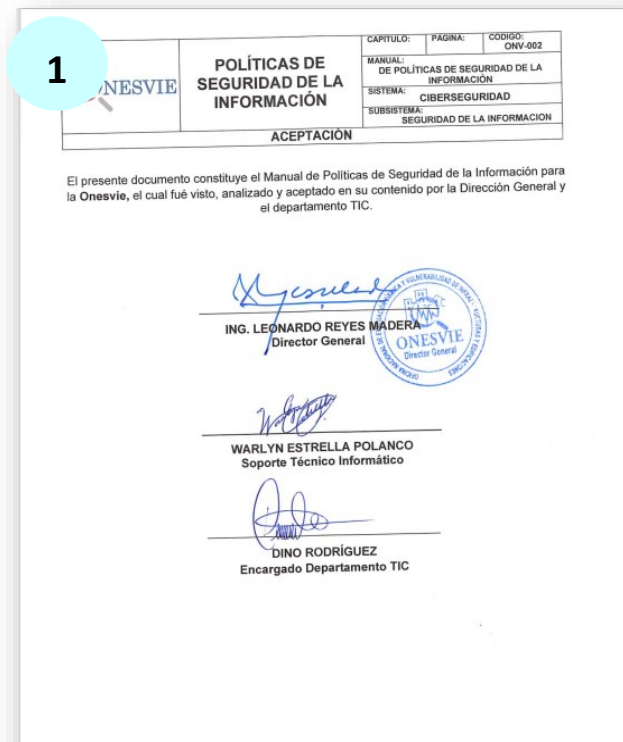 1
ONESVIE
POLÍTICAS DE
SEGURIDAD DE LA
INFORMACIÓN
CAPITULO:
PAGINA:
CODIGO:
ONV-002
MANUAL:
DE POLÍTICAS DE SEGURIDAD DE LA
INFORMACIÓN
SISTEMA:
CIBERSEGURIDAD
SUBSISTEMA:
SEGURIDAD DE LA INFORMACION
ACEPTACIÓN
El presente documento constituye el Manual de Políticas de Seguridad de la Información para
la Onesvie, el cual fué visto, analizado y aceptado en su contenido por la Dirección General y
el departamento TIC.
ING. LEONARDO REYES MADERA
Director General
ONESVIE
Director General
WARLYN ESTRELLA POLANCO
Soporte Técnico Informático
DINO RODRÍGUEZ
Encargado Departamento TIC